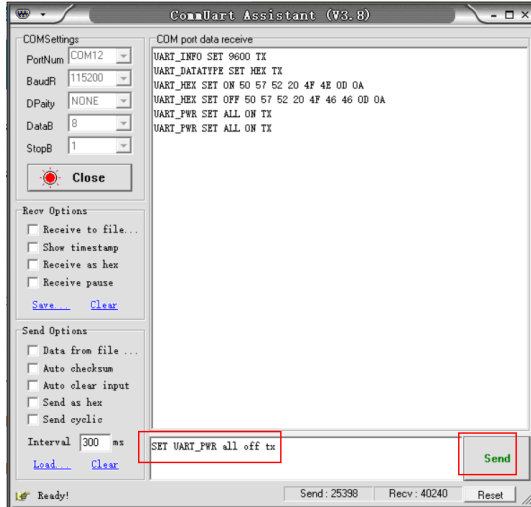 CommUart Assistant (V3.8)
COMSettings
PortNum COM12
BaudR 115200
DPaity NONE
DataB 8
StopB 1
Close
Recv Options
Receive to file...
Show timestamp
Receive as hex
Receive pause
Save... Clear
Send Options
Data from file ...
Auto checksum
Auto clear input
Send as hex
Send cyclic
Interval 300 ms
Load... Clear
COM port data receive
UART_INFO SET 9600 TX
UART_DATATYPE SET HEX TX
UART_HEX SET ON 50 57 52 20 4F 4E 0D 0A
UART_HEX SET OFF 50 57 52 20 4F 46 46 0D 0A
UART_PWR SET ALL ON TX
UART_PWR SET ALL ON TX
SET UART_PWR all off tx
Send
Ready!
Send : 25398
Recv : 40240
Reset